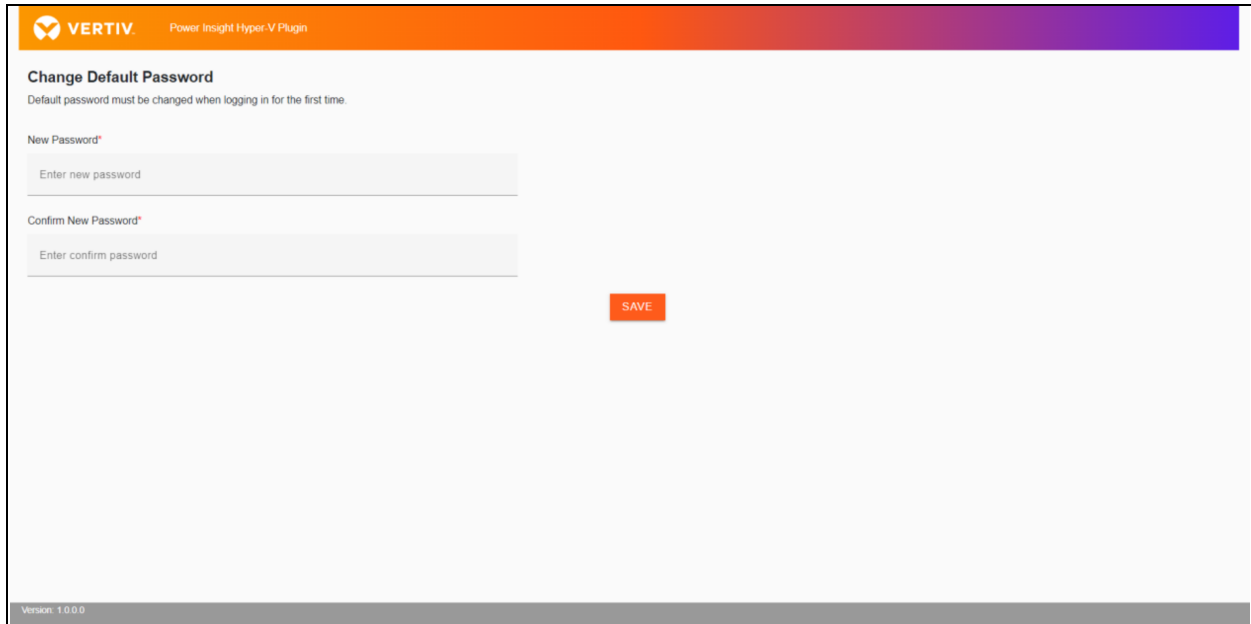 VERTIV. Power Insight Hyper-V Plugin
Change Default Password
Default password must be changed when logging in for the first time.
New Password*
Enter new password
Confirm New Password*
Enter confirm password
SAVE
Version: 1.0.0.0